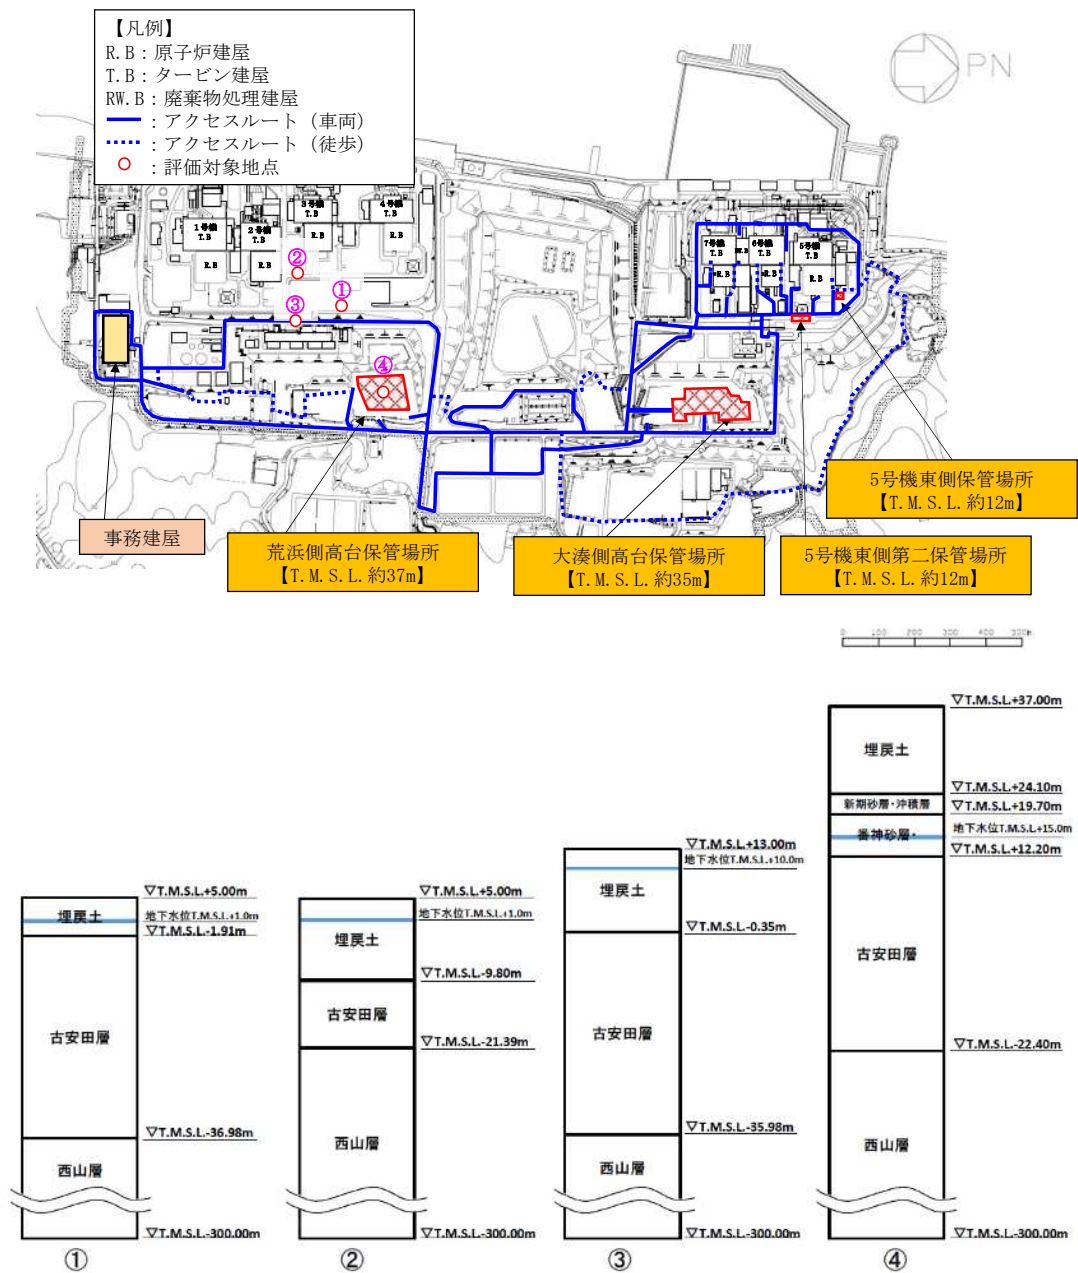 【凡例】
R.B：原子炉建屋
T.B：タービン建屋
RW.B：廃棄物処理建屋
：アクセスルート（車両）
：アクセスルート（徒歩）
：評価対象地点
PN
1号機
T.B
R.B
2号機
T.B
R.B
3号機
T.B
R.B
4号機
T.B
R.B
7号機
T.B
R.B
6号機
T.B
R.B
5号機
T.B
R.B
②
①
③
④
事務建屋
荒浜側高台保管場所
【T.M.S.L.約37m】
大湊側高台保管場所
【T.M.S.L.約35m】
5号機東側保管場所
【T.M.S.L.約12m】
5号機東側第二保管場所
【T.M.S.L.約12m】
0 100 200 300 400 500m
▽T.M.S.L.+5.00m
埋戻土
地下水位T.M.S.L.+1.0m
▽T.M.S.L.-1.91m
古安田層
▽T.M.S.L.-36.98m
西山層
▽T.M.S.L.-300.00m
①
▽T.M.S.L.+5.00m
地下水位T.M.S.L.+1.0m
埋戻土
▽T.M.S.L.-9.80m
古安田層
▽T.M.S.L.-21.39m
西山層
▽T.M.S.L.-300.00m
②
▽T.M.S.L.+13.00m
地下水位T.M.S.L.+10.0m
埋戻土
▽T.M.S.L.-0.35m
古安田層
▽T.M.S.L.-35.98m
西山層
▽T.M.S.L.-300.00m
③
▽T.M.S.L.+37.00m
埋戻土
▽T.M.S.L.+24.10m
新期砂層・沖積層
▽T.M.S.L.+19.70m
地下水位T.M.S.L.+15.0m
番神砂層・
▽T.M.S.L.+12.20m
古安田層
▽T.M.S.L.-22.40m
西山層
▽T.M.S.L.-300.00m
④